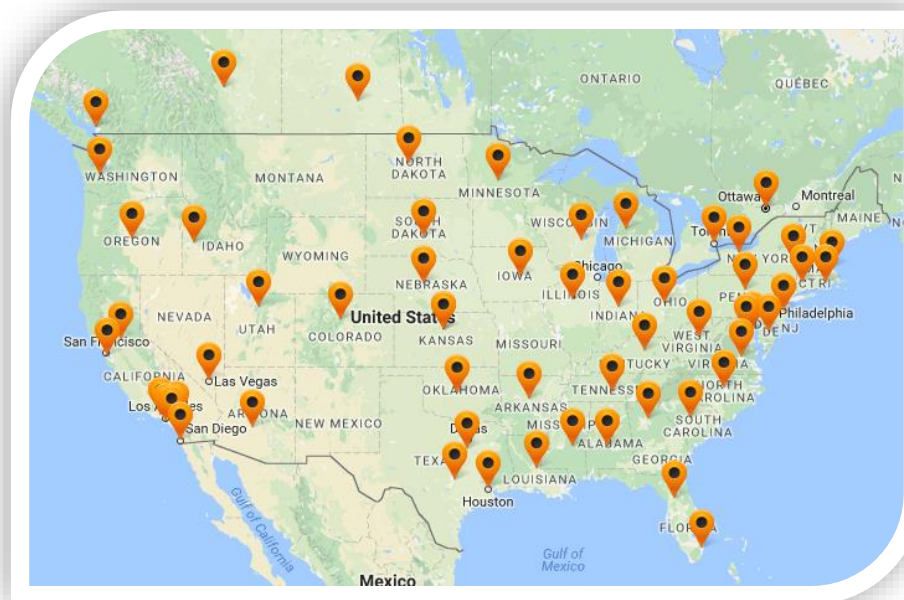 ONTARIO
QUÉBEC
WASHINGTON
MONTANA
NORTH
DAKOTA
MINNESOTA
Ottawa
Montreal
MAINE
OREGON
IDAHO
SOUTH
DAKOTA
WISCONSIN
MICHIGAN
VT
NEW YORK
WYOMING
IOWA
Chicago
NEBRASKA
ILLINOIS
OHIO
NEVADA
UTAH
COLORADO
United States
KANSAS
MISSOURI
WEST
VIRGINIA
Philadelphia
San Francisco
CALIFORNIA
Las Vegas
OKLAHOMA
ARKANSAS
NORTH
CAROLINA
ARIZONA
NEW MEXICO
San Diego
SOUTH
CAROLINA
ALABAMA
GEORGIA
LOUISIANA
Houston
Gulf of
California
Gulf of
Mexico
Mexico